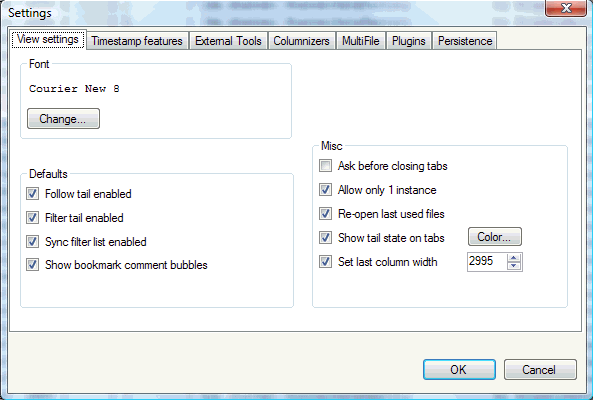 Settings
View settings Timestamp features External Tools Columnizers MultiFile Plugins Persistence
Font
Courier New 8
Change...
Defaults
Follow tail enabled
Filter tail enabled
Sync filter list enabled
Show bookmark comment bubbles
Misc
Ask before closing tabs
Allow only 1 instance
Re-open last used files
Show tail state on tabs Color...
Set last column width 2995
OK Cancel